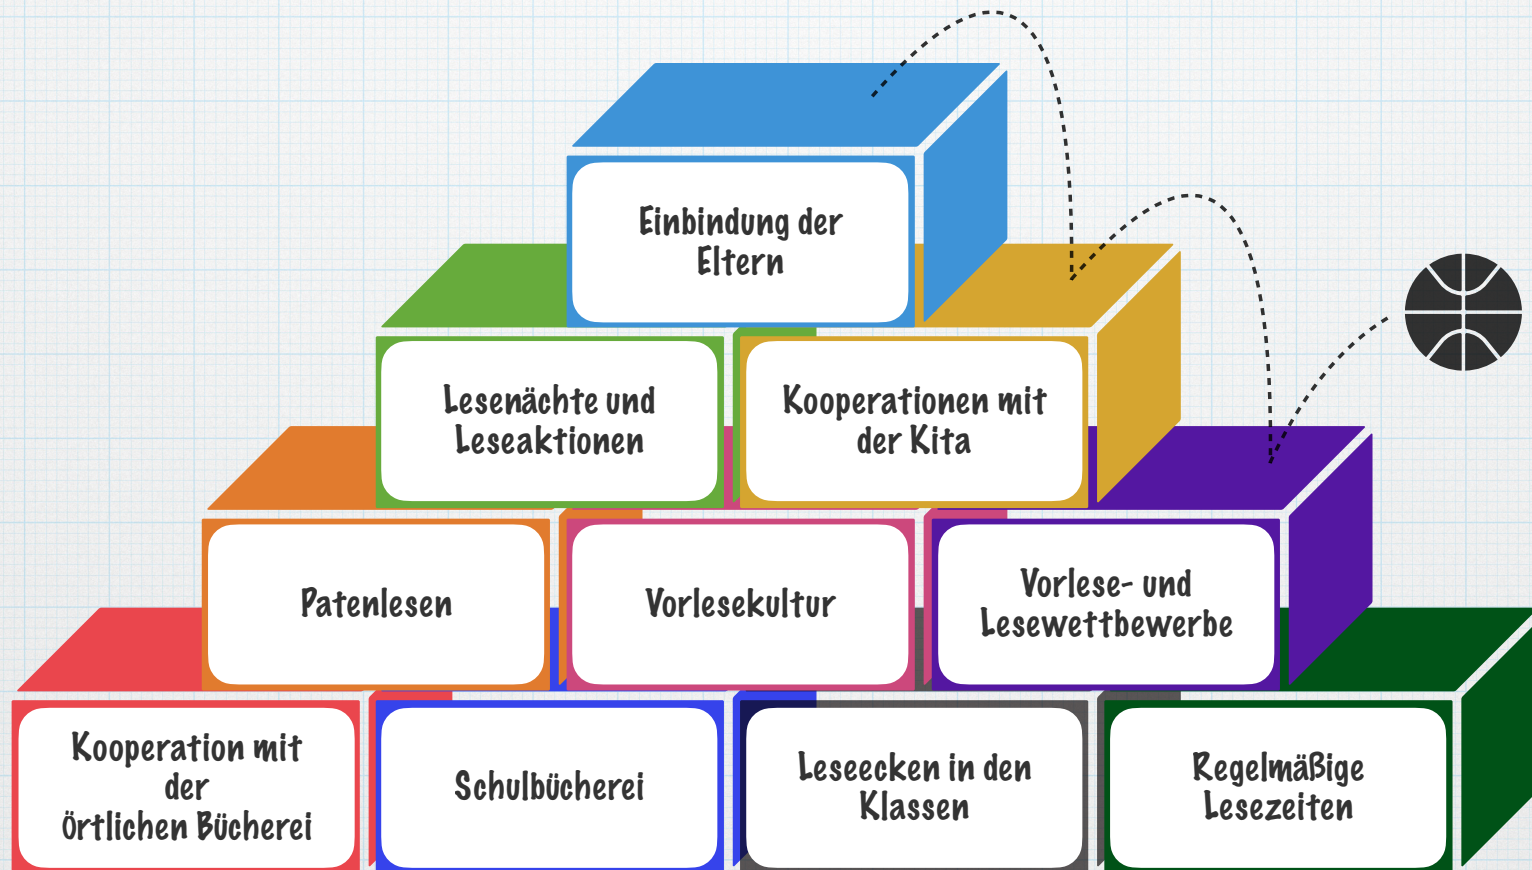 Einbindung der
Eltern
Lesenächte und
Leseaktionen
Kooperationen mit
der Kita
Patenlesen
Vorlesekultur
Vorlese- und
Lesewettbewerbe
Kooperation mit
der
örtlichen Bücherei
Schulbücherei
Leseecken in den
Klassen
Regelmäßige
Lesezeiten